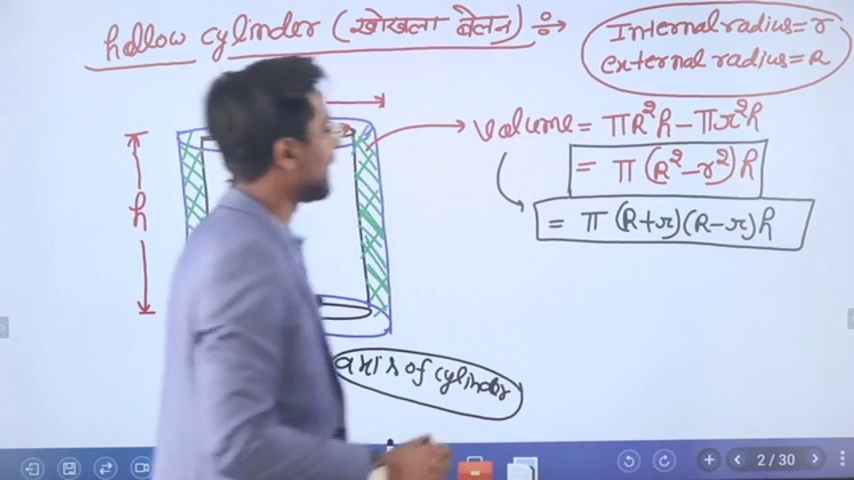 hollow cylinder (खोखला बेलन) ÷→
Internal radius = r
external radius = R
Volume = πR²h - πr²h
= π(R²-r²)h
= π(R+r)(R-r)h
h
axis of cylinder
2 / 30